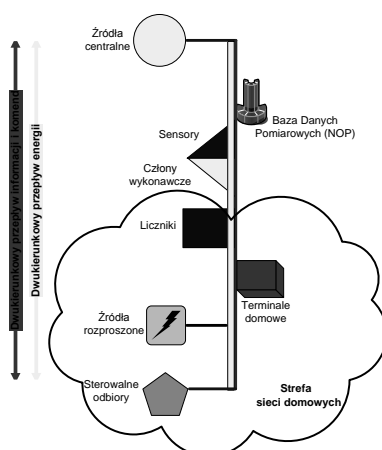 Źródła
centralne
Baza Danych
Pomiarowych (NOP)
Sensory
Człony
wykonawcze
Liczniki
Terminale
domowe
Źródła
rozproszone
Sterowalne
odbiory
Strefa
sieci domowych
Dwukierunkowy przepływ informacji i komend
Dwukierunkowy przepływ energii